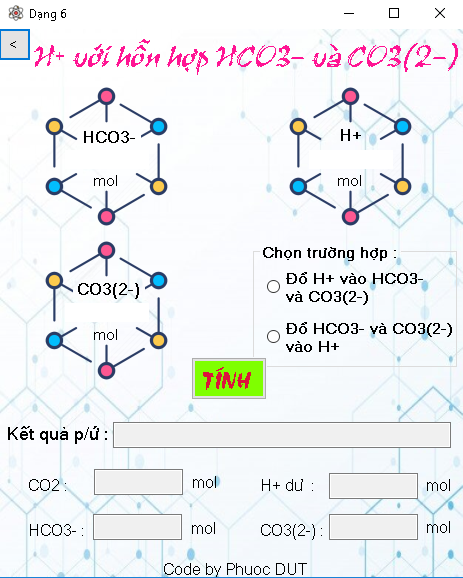 Dạng 6
<
H+ với hỗn hợp HCO3- và CO3(2-)
HCO3-
mol
H+
mol
CO3(2-)
mol
Chọn trường hợp :
Đổ H+ vào HCO3-
và CO3(2-)
Đổ HCO3- và CO3(2-)
vào H+
TÍNH
Kết quả p/ứ :
CO2 : mol
H+ dư : mol
HCO3- : mol
CO3(2-) : mol
Code by Phuoc DUT